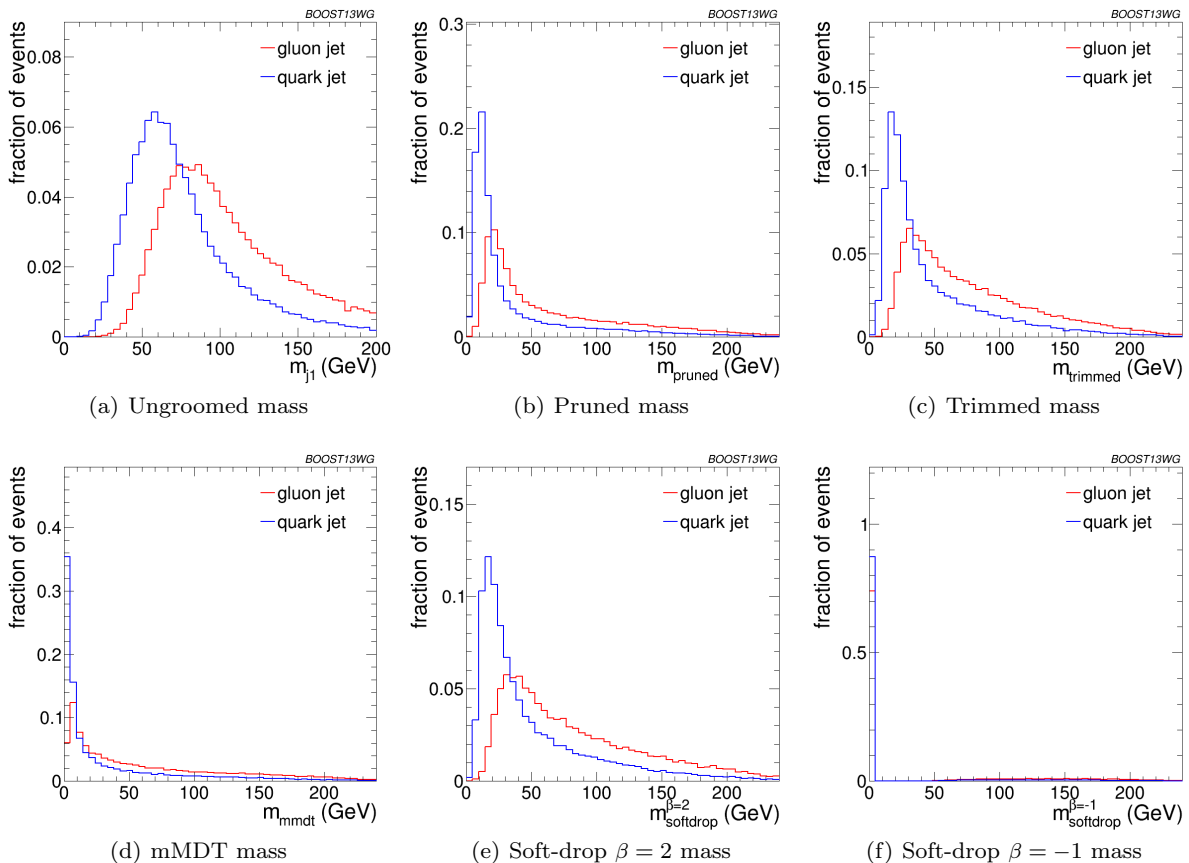 BOOST13WG
fraction of events
gluon jet
quark jet
0.08
0.06
0.04
0.02
0
0 50 100 150 200
m_j1 (GeV)
(a) Ungroomed mass
BOOST13WG
fraction of events
gluon jet
quark jet
0.3
0.2
0.1
0
0 50 100 150 200
m_pruned (GeV)
(b) Pruned mass
BOOST13WG
fraction of events
gluon jet
quark jet
0.15
0.1
0.05
0
0 50 100 150 200
m_trimmed (GeV)
(c) Trimmed mass
BOOST13WG
fraction of events
gluon jet
quark jet
0.4
0.3
0.2
0.1
0
0 50 100 150 200
m_mmdt (GeV)
(d) mMDT mass
BOOST13WG
fraction of events
gluon jet
quark jet
0.15
0.1
0.05
0
0 50 100 150 200
m^β=2_softdrop (GeV)
(e) Soft-drop β = 2 mass
BOOST13WG
fraction of events
gluon jet
quark jet
1
0.5
0
0 50 100 150 200
m^β=-1_softdrop (GeV)
(f) Soft-drop β = −1 mass